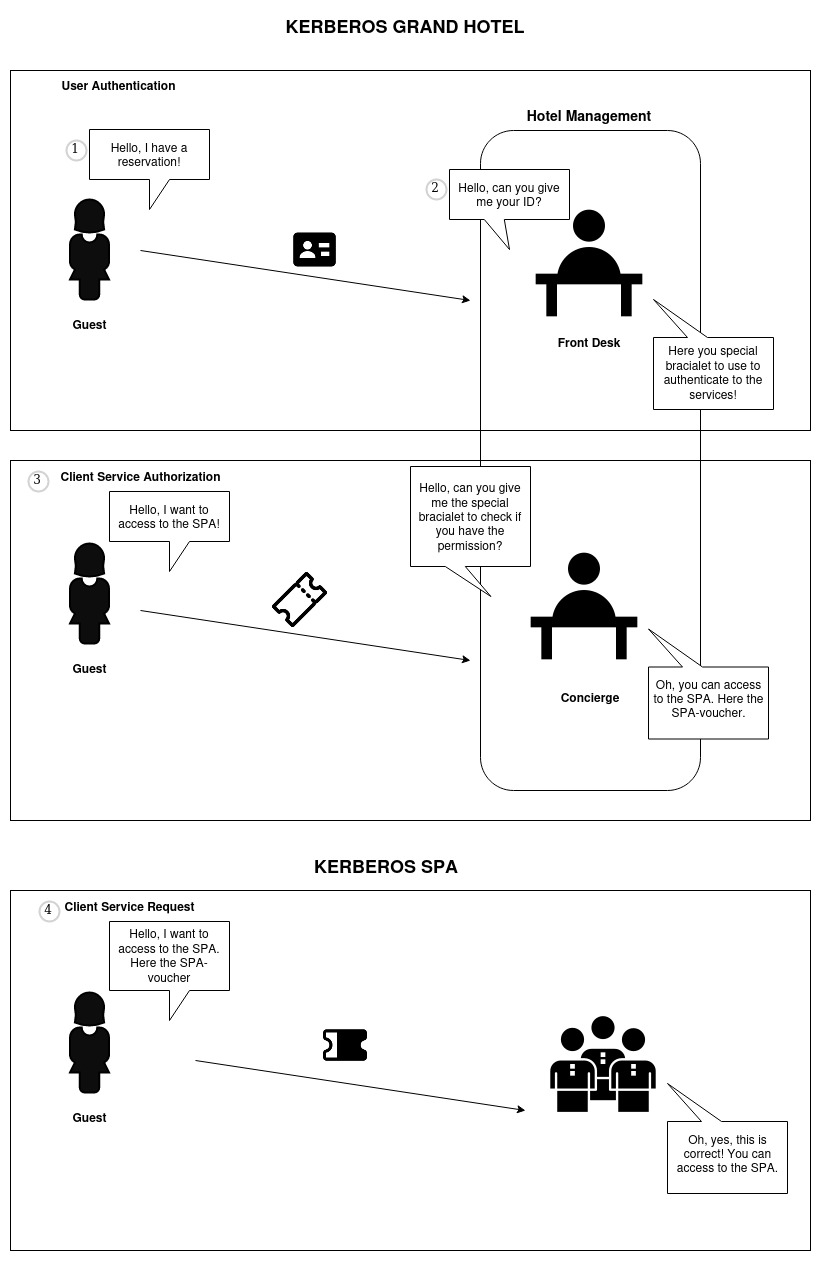 KERBEROS GRAND HOTEL
User Authentication
Hotel Management
1
Hello, I have a
reservation!
2
Hello, can you give
me your ID?
Guest
Front Desk
Here you special
bracialet to use to
authenticate to the
services!
3
Client Service Authorization
Hello, I want to
access to the SPA!
Hello, can you give
me the special
bracialet to check if
you have the
permission?
Guest
Concierge
Oh, you can access
to the SPA. Here the
SPA-voucher.
KERBEROS SPA
4
Client Service Request
Hello, I want to
access to the SPA.
Here the SPA-
voucher
Guest
Oh, yes, this is
correct! You can
access to the SPA.